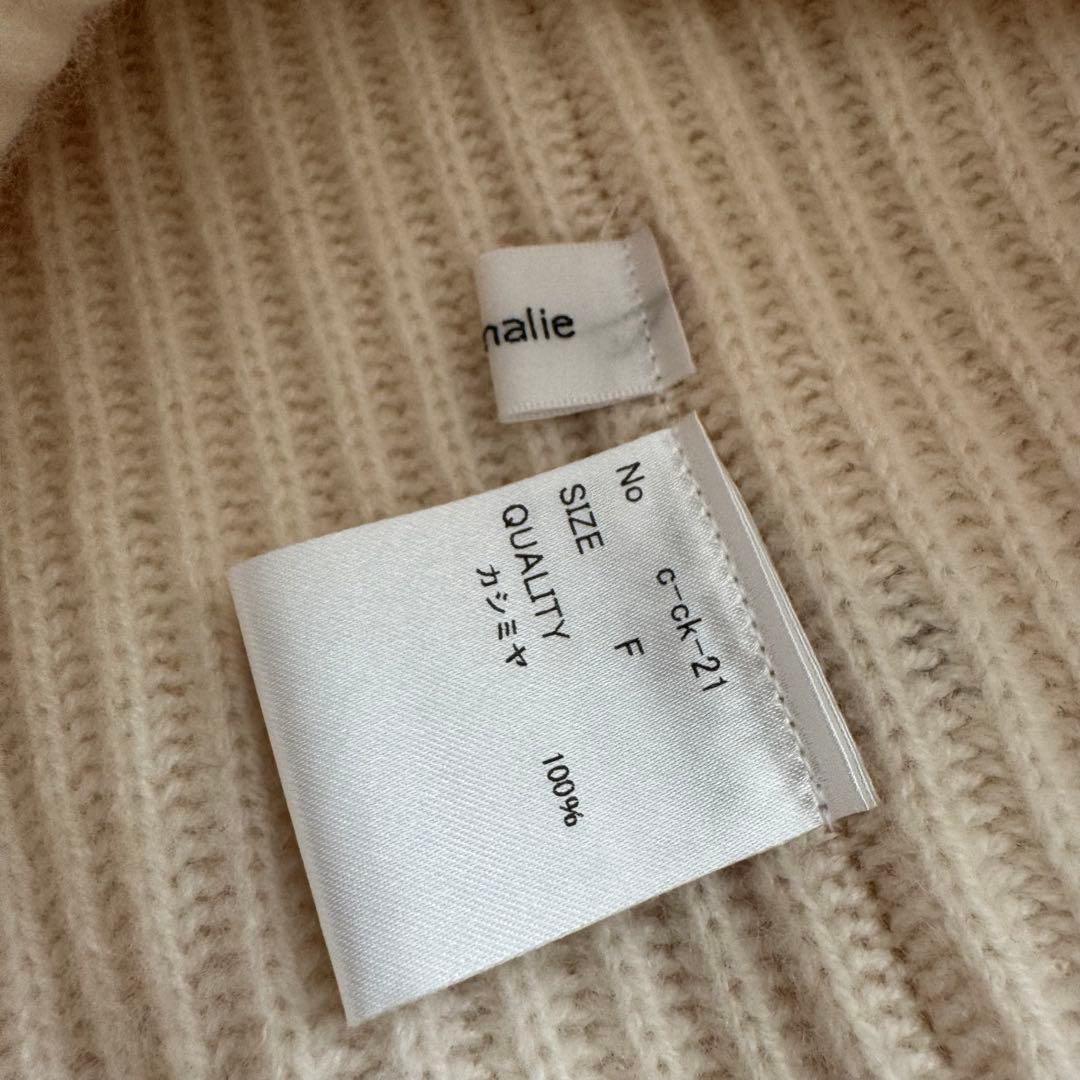 nalie
No c-ck-21
SIZE F
QUALITY
カシミヤ 100%